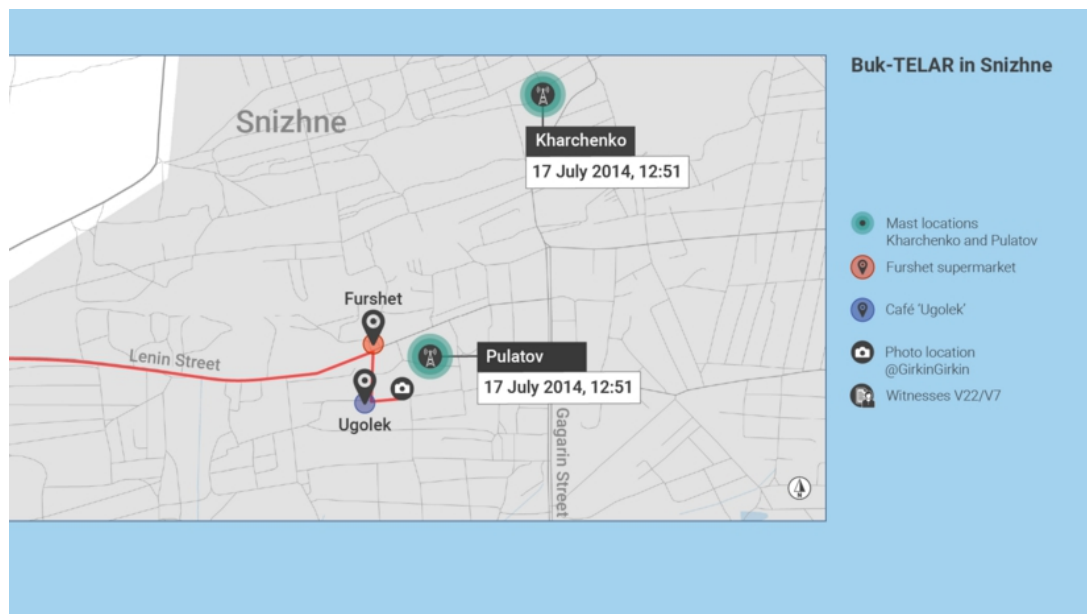 Buk-TELAR in Snizhne
Snizhne
Kharchenko
17 July 2014, 12:51
Furshet
Lenin Street
Pulatov
17 July 2014, 12:51
Ugolek
Gagarin Street
N
Mast locations
Kharchenko and Pulatov
Furshet supermarket
Café 'Ugolek'
Photo location
@GirkinGirkin
Witnesses V22/V7